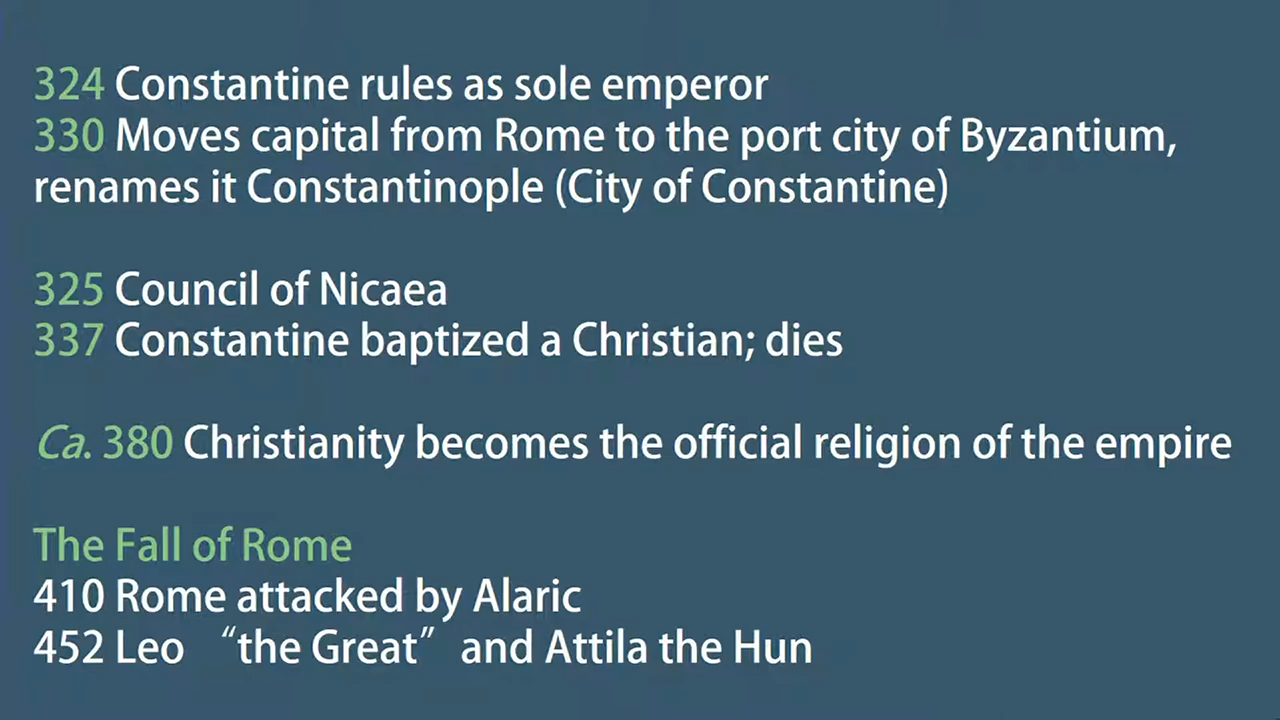 324 Constantine rules as sole emperor
330 Moves capital from Rome to the port city of Byzantium,
renames it Constantinople (City of Constantine)
325 Council of Nicaea
337 Constantine baptized a Christian; dies
Ca. 380 Christianity becomes the official religion of the empire
The Fall of Rome
410 Rome attacked by Alaric
452 Leo “the Great” and Attila the Hun